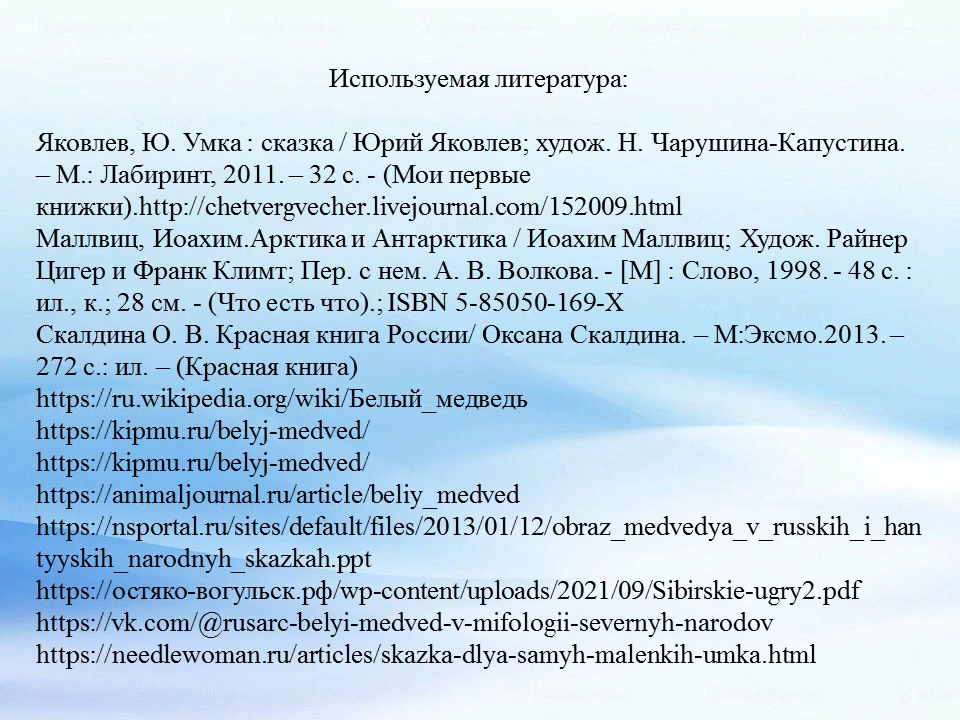 Используемая литература:
Яковлев, Ю. Умка : сказка / Юрий Яковлев; худож. Н. Чарушина-Капустина.
– М.: Лабиринт, 2011. – 32 с. - (Мои первые
книжки).http://chetvergvecher.livejournal.com/152009.html
Маллвиц, Иоахим.Арктика и Антарктика / Иоахим Маллвиц; Худож. Райнер
Цигер и Франк Климт; Пер. с нем. А. В. Волкова. - [М] : Слово, 1998. - 48 с. :
ил., к.; 28 см. - (Что есть что).; ISBN 5-85050-169-X
Скалдина О. В. Красная книга России/ Оксана Скалдина. – М:Эксмо.2013. –
272 с.: ил. – (Красная книга)
https://ru.wikipedia.org/wiki/Белый_медведь
https://kipmu.ru/belyj-medved/
https://kipmu.ru/belyj-medved/
https://animaljournal.ru/article/beliy_medved
https://nsportal.ru/sites/default/files/2013/01/12/obraz_medvedya_v_russkih_i_han
tyyskih_narodnyh_skazkah.ppt
https://остяко-вогульск.рф/wp-content/uploads/2021/09/Sibirskie-ugry2.pdf
https://vk.com/@rusarc-belyi-medved-v-mifologii-severnyh-narodov
https://needlewoman.ru/articles/skazka-dlya-samyh-malenkih-umka.html